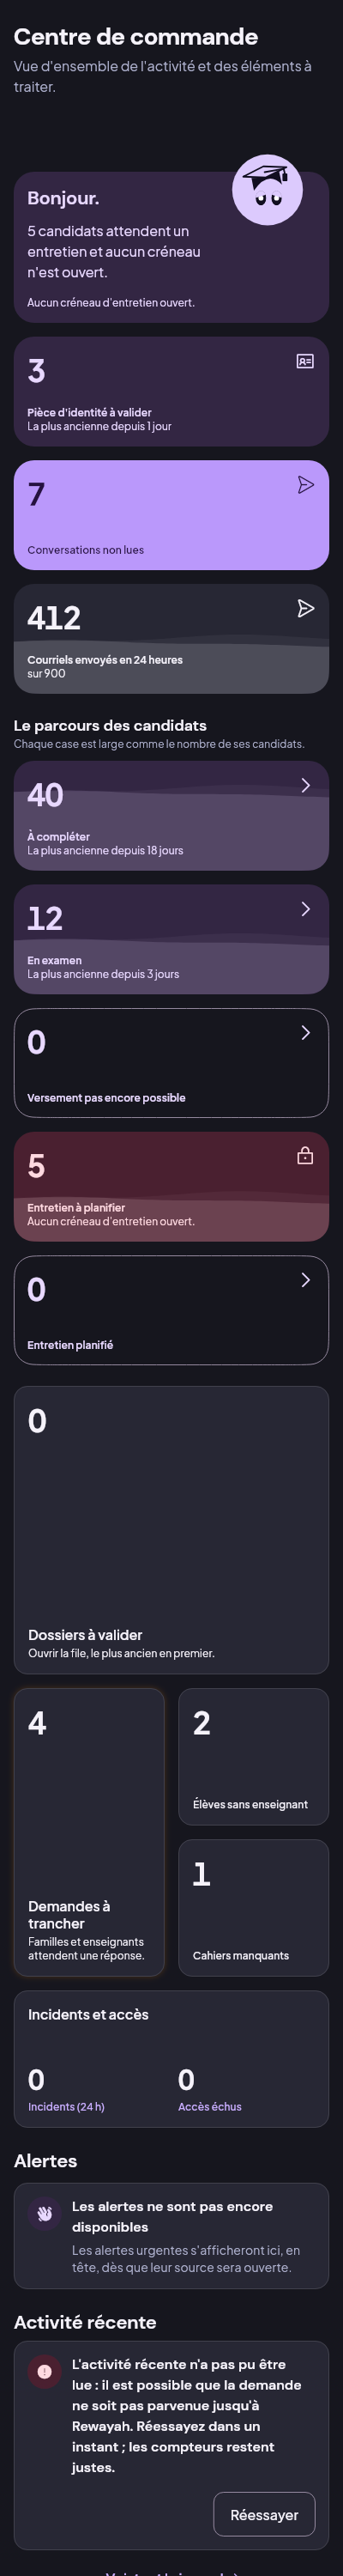 Centre de commande
Vue d'ensemble de l'activité et des éléments à
traiter.
Bonjour.
5 candidats attendent un
entretien et aucun créneau
n'est ouvert.
Aucun créneau d'entretien ouvert.
3
Pièce d'identité à valider
La plus ancienne depuis 1 jour
7
Conversations non lues
412
Courriels envoyés en 24 heures
sur 900
Le parcours des candidats
Chaque case est large comme le nombre de ses candidats.
40
À compléter
La plus ancienne depuis 18 jours
12
En examen
La plus ancienne depuis 3 jours
0
Versement pas encore possible
5
Entretien à planifier
Aucun créneau d'entretien ouvert.
0
Entretien planifié
0
Dossiers à valider
Ouvrir la file, le plus ancien en premier.
4
Demandes à
trancher
Familles et enseignants
attendent une réponse.
2
Élèves sans enseignant
1
Cahiers manquants
Incidents et accès
0
Incidents (24 h)
0
Accès échus
Alertes
Les alertes ne sont pas encore
disponibles
Les alertes urgentes s'afficheront ici, en
tête, dès que leur source sera ouverte.
Activité récente
L'activité récente n'a pas pu être
lue : il est possible que la demande
ne soit pas parvenue jusqu'à
Rewayah. Réessayez dans un
instant ; les compteurs restent
justes.
Réessayer